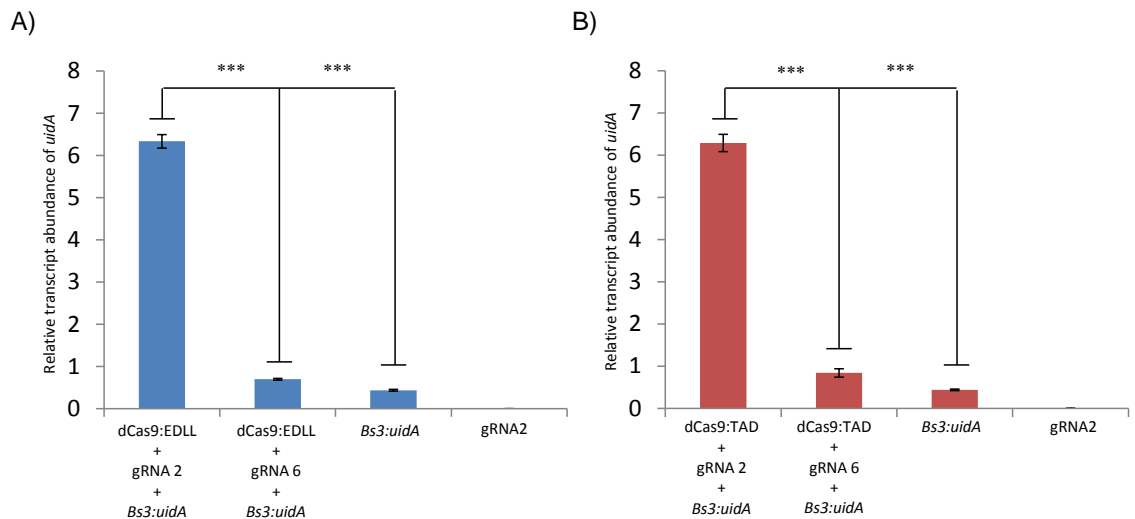 A)
Relative transcript abundance of uidA
8
7
6
5
4
3
2
1
0
***
***
dCas9:EDLL
+
gRNA 2
+
Bs3:uidA
dCas9:EDLL
+
gRNA 6
+
Bs3:uidA
Bs3:uidA
gRNA2
B)
Relative transcript abundance of uidA
8
7
6
5
4
3
2
1
0
***
***
dCas9:TAD
+
gRNA 2
+
Bs3:uidA
dCas9:TAD
+
gRNA 6
+
Bs3:uidA
Bs3:uidA
gRNA2